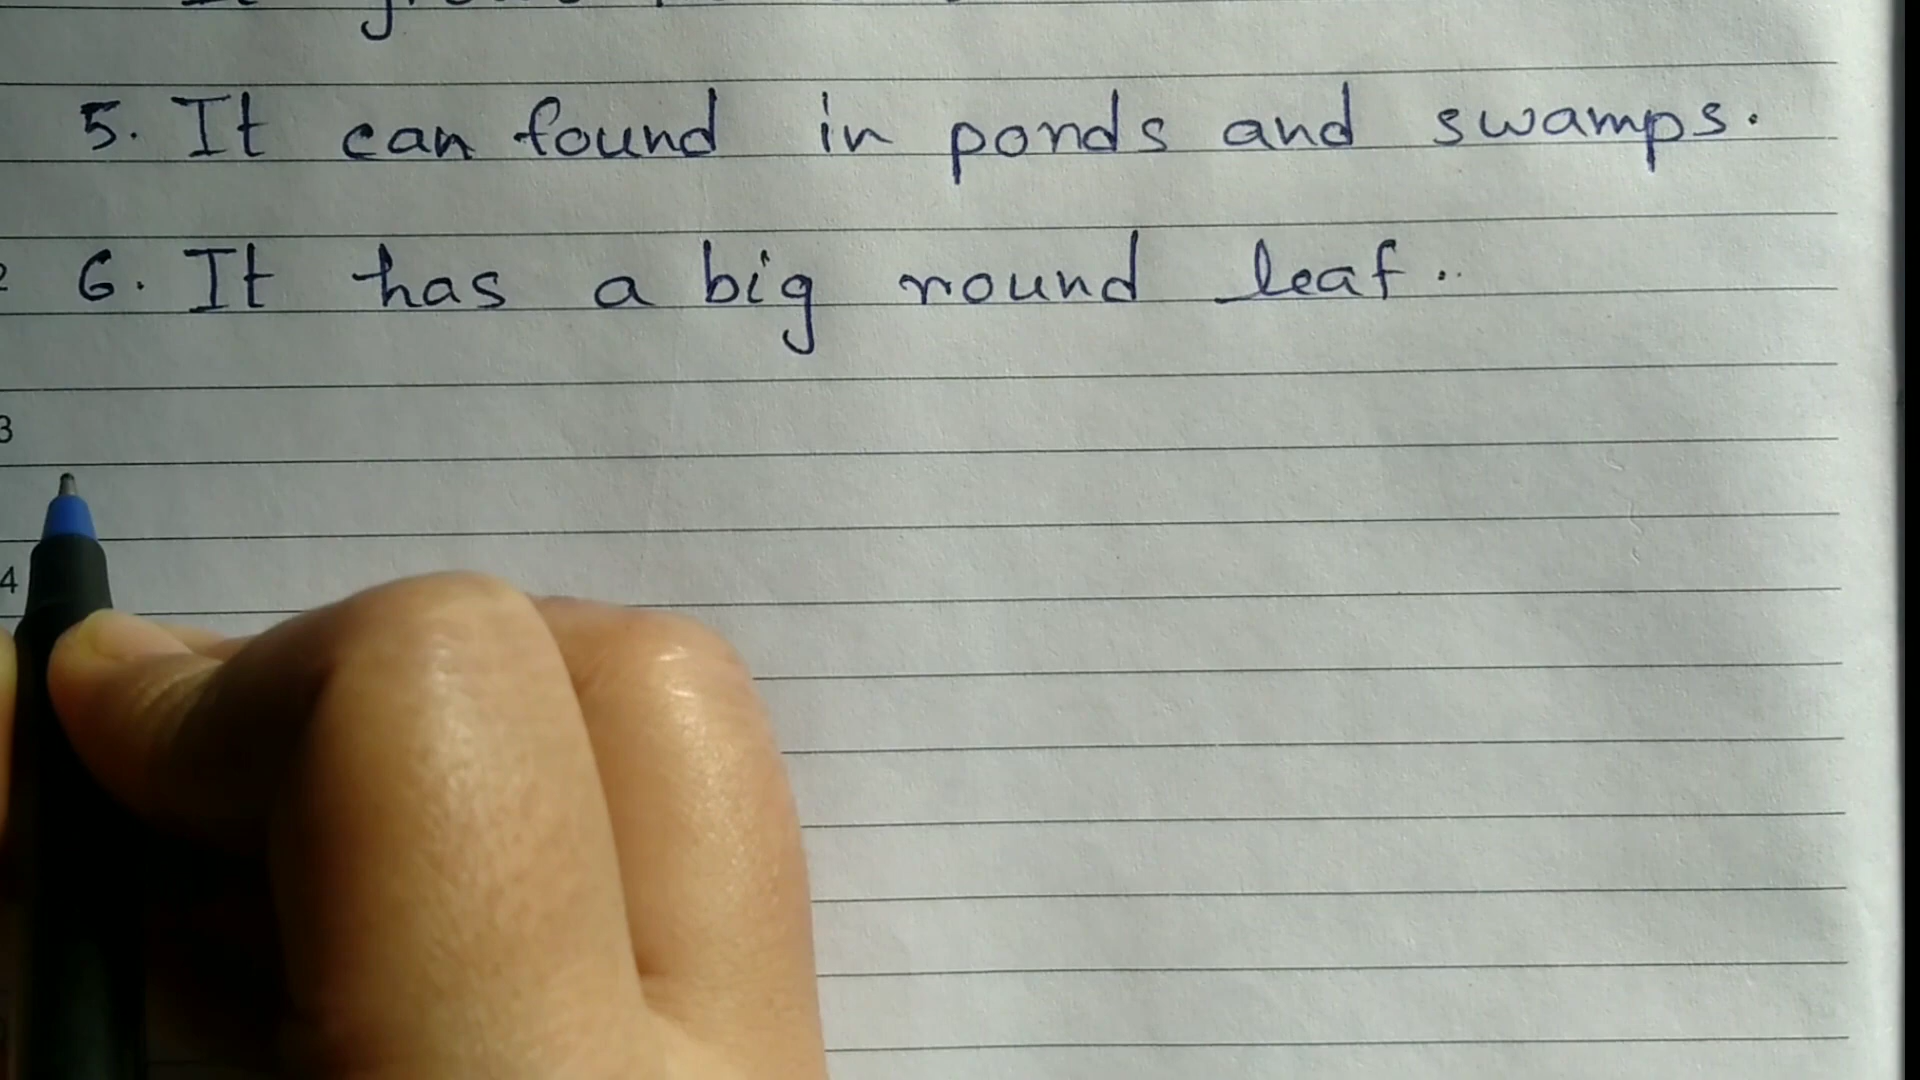 5. It can found in ponds and swamps.
6. It has a big round leaf..
3
4